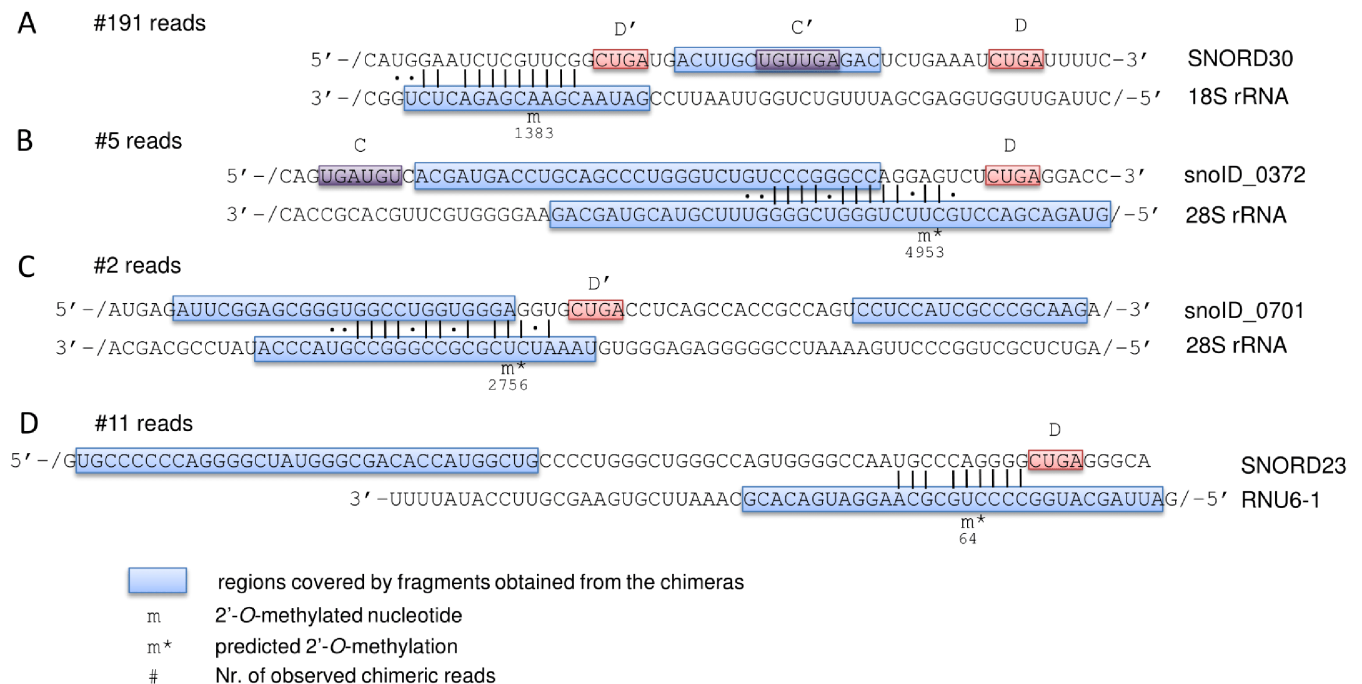 A #191 reads
D' C' D
5'-/CAUGGAAUCUCGUUCGGCUGAUGACUUGCUGUUGAGACUCUGAAAUCUGAUUUUC-3' SNORD30
3'-/CGGUCUCAGAGCAAGCAAUAGCCUUAAUUGGUCUGUUUAGCGAGGUGGUUGAUUC/-5' 18S rRNA
m
1383
B #5 reads
C D
5'-/CAGUGAUGUCACGAUGACCUGCAGCCCUGGGUCUGUCCCGGGCCAGGAGUCUCUGAGGACC-3' snoID_0372
3'-/CACCGCACGUUCGUGGGGAAGACGAUGCAUGCUUUGGGGCUGGGUCUUCGUCCAGCAGAUG/-5' 28S rRNA
m*
4953
C #2 reads
D'
5'-/AUGAGAUUCGGAGCGGGUGGCCUGGUGGGAGGUGCUGACCUCAGCCACCGCCAGUCCUCCAUCGCCCGCAAGA/-3' snoID_0701
3'-/ACGACGCCUAUACCCAUGCCGGGCCGCGCUCUAAAUGUGGGAGAGGGGGCCUAAAAGUUCCCGGUCGCUCUGA/-5' 28S rRNA
m*
2756
D #11 reads
D
5'-/GUGCCCCCCAGGGGCUAUGGGCGACACCAUGGCUGCCCCUGGGCUGGGCCAGUGGGGCCAAUGCCCAGGGGCUGAGGGCA SNORD23
3'-UUUUAUACCUUGCGAAGUGCUUAAACGCACAGUAGGAACGCGUCCCCGGUACGAUUAG/-5' RNU6-1
m*
64
regions covered by fragments obtained from the chimeras
m 2'-O-methylated nucleotide
m* predicted 2'-O-methylation
# Nr. of observed chimeric reads